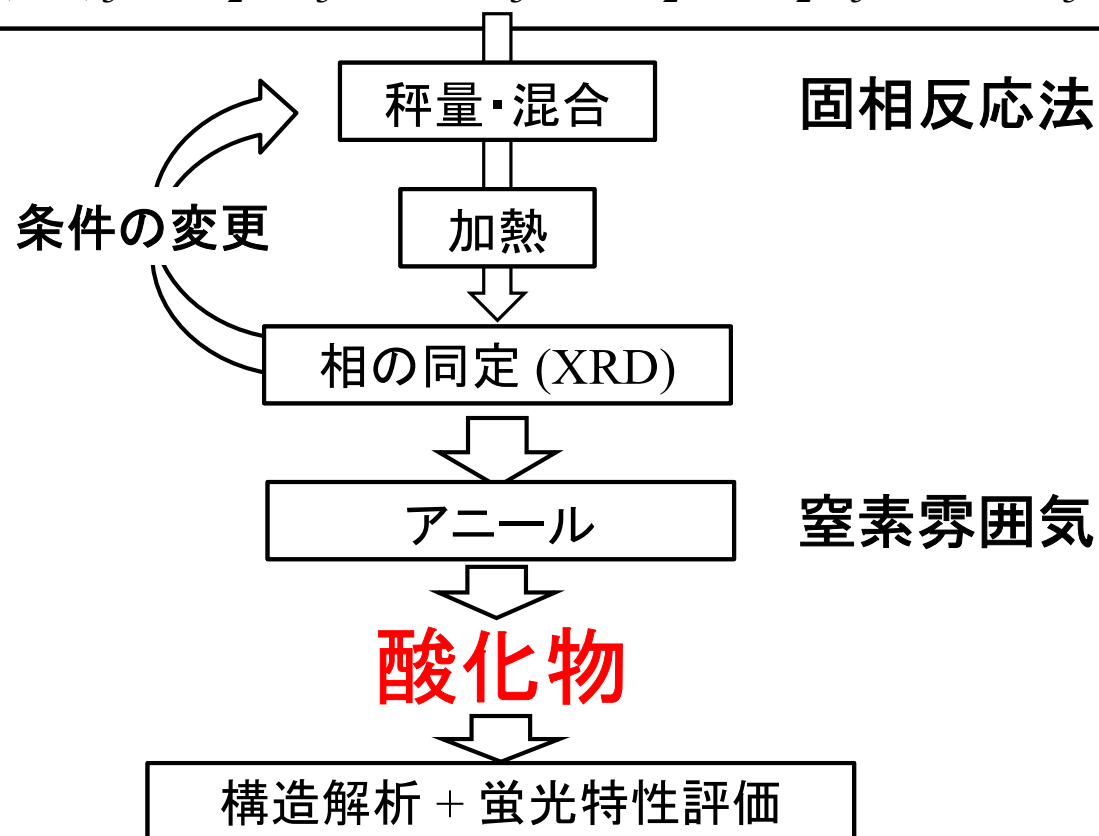 秤量・混合
固相反応法
加熱
条件の変更
相の同定 (XRD)
アニール
窒素雰囲気
酸化物
構造解析 + 蛍光特性評価